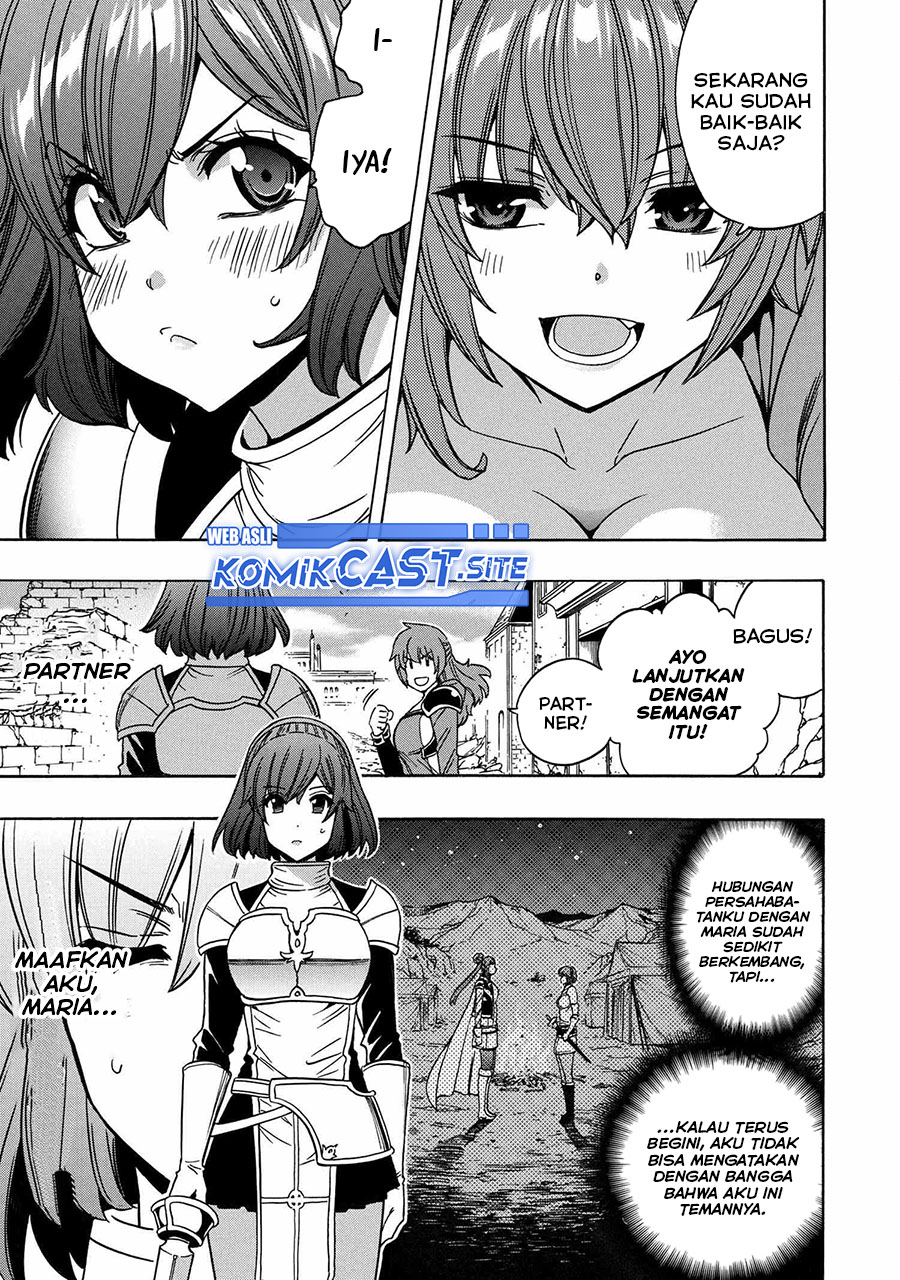 SEKARANG
KAU SUDAH
BAIK-BAIK
SAJA?
I-
IYA!
WEB ASLI
KOMIKCAST.SITE
BAGUS!
AYO
LANJUTKAN
DENGAN
SEMANGAT
ITU!
PART-
NER!
PARTNER
...
HUBUNGAN
PERSAHABA-
TANKU DENGAN
MARIA SUDAH
SEDIKIT
BERKEMBANG,
TAPI...
...KALAU TERUS
BEGINI, AKU TIDAK
BISA MENGATAKAN
DENGAN BANGGA
BAHWA AKU INI
TEMANNYA.
MAAFKAN
AKU,
MARIA...